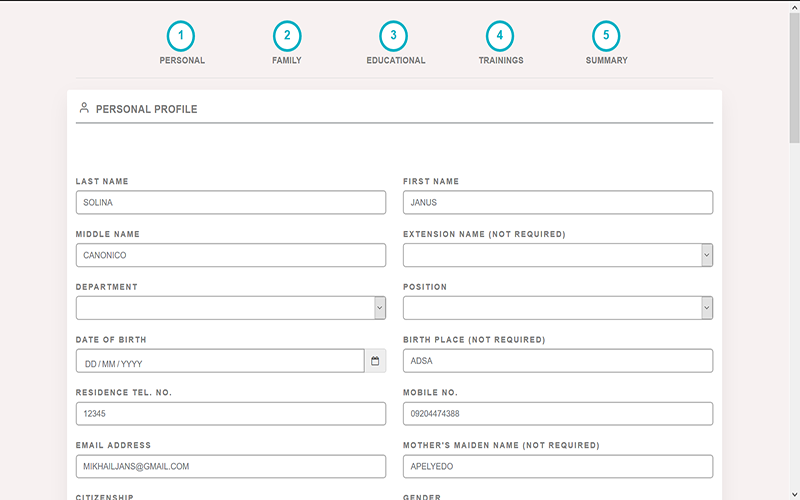 1 2 3 4 5
PERSONAL FAMILY EDUCATIONAL TRAININGS SUMMARY
PERSONAL PROFILE
LAST NAME FIRST NAME
SOLINA JANUS
MIDDLE NAME EXTENSION NAME (NOT REQUIRED)
CANONICO
DEPARTMENT POSITION
DATE OF BIRTH BIRTH PLACE (NOT REQUIRED)
DD / MM / YYYY ADSA
RESIDENCE TEL. NO. MOBILE NO.
12345 09204474388
EMAIL ADDRESS MOTHER'S MAIDEN NAME (NOT REQUIRED)
MIKHAILJANS@GMAIL.COM APELYEDO
CITIZENSHIP GENDER